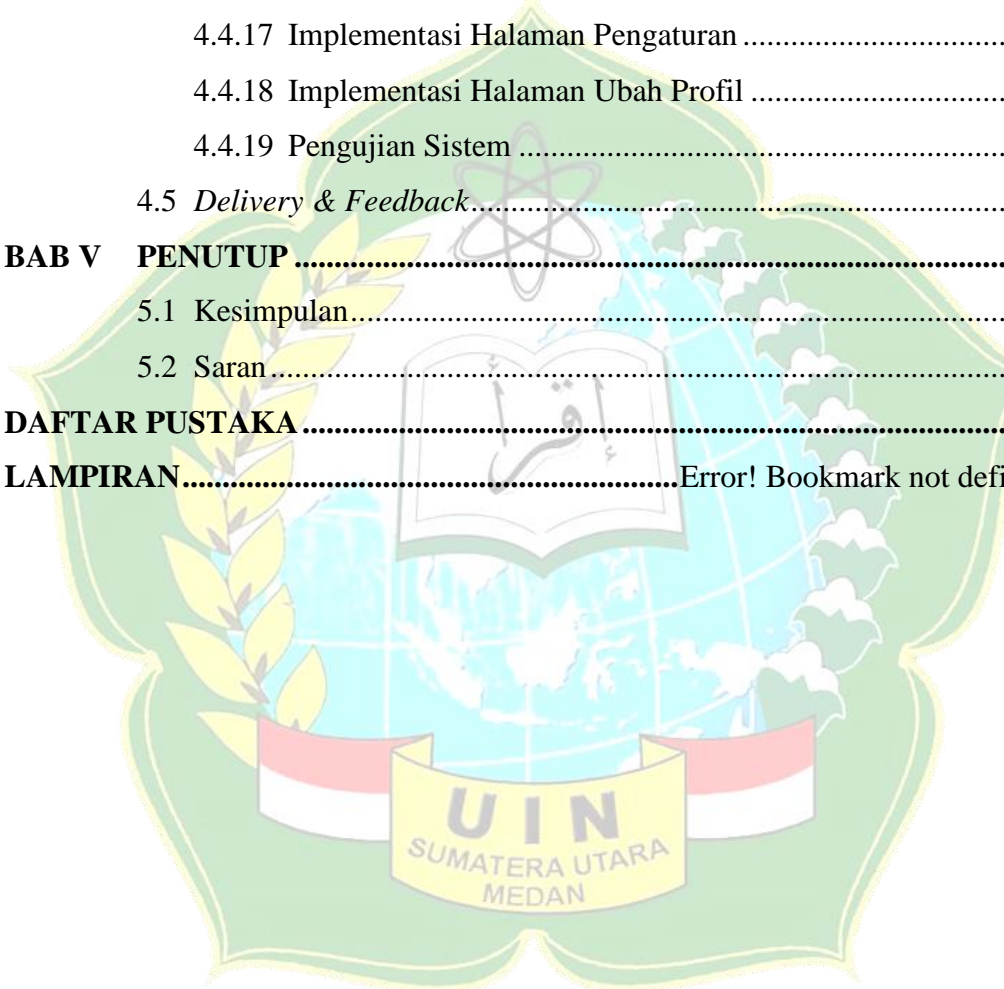 4.4.17 Implementasi Halaman Pengaturan ..............................
4.4.18 Implementasi Halaman Ubah Profil ..............................
4.4.19 Pengujian Sistem ..............................
4.5 Delivery & Feedback..............................
BAB V PENUTUP ..............................
5.1 Kesimpulan..............................
5.2 Saran..............................
DAFTAR PUSTAKA ..............................
LAMPIRAN..............................Error! Bookmark not defi
إقرأ
UIN
SUMATERA UTARA
MEDAN